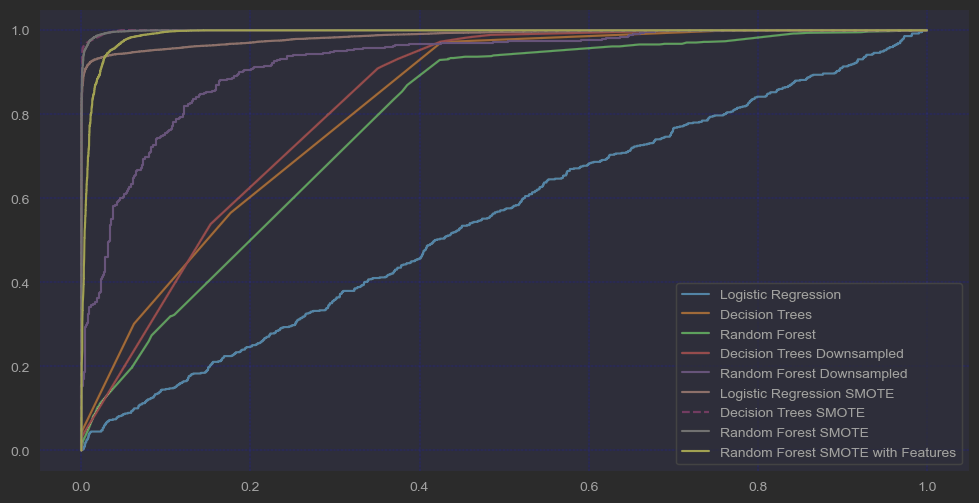 1.0
0.8
0.6
0.4
0.2
0.0
Logistic Regression
Decision Trees
Random Forest
Decision Trees Downsampled
Random Forest Downsampled
Logistic Regression SMOTE
Decision Trees SMOTE
Random Forest SMOTE
Random Forest SMOTE with Features
0.0 0.2 0.4 0.6 0.8 1.0